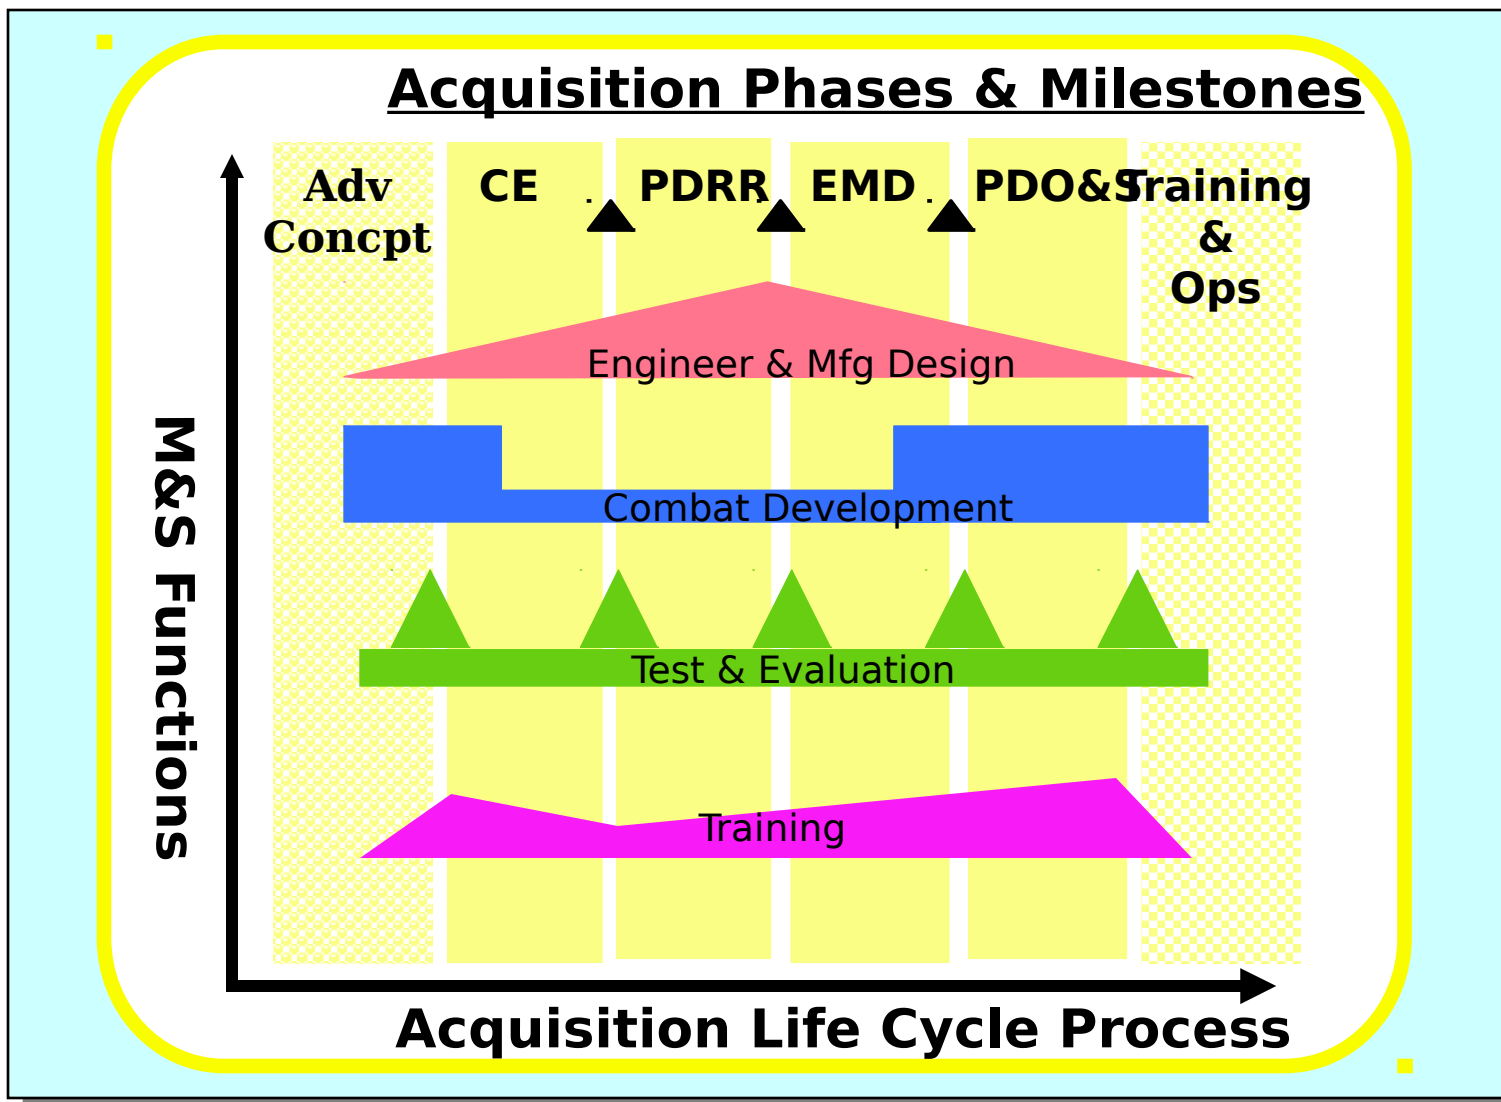 Acquisition Phases & Milestones
Adv
Concpt
CE
PDRR
EMD
PDO&S
Training
&
Ops
Engineer & Mfg Design
Combat Development
Test & Evaluation
Training
M&S Functions
Acquisition Life Cycle Process